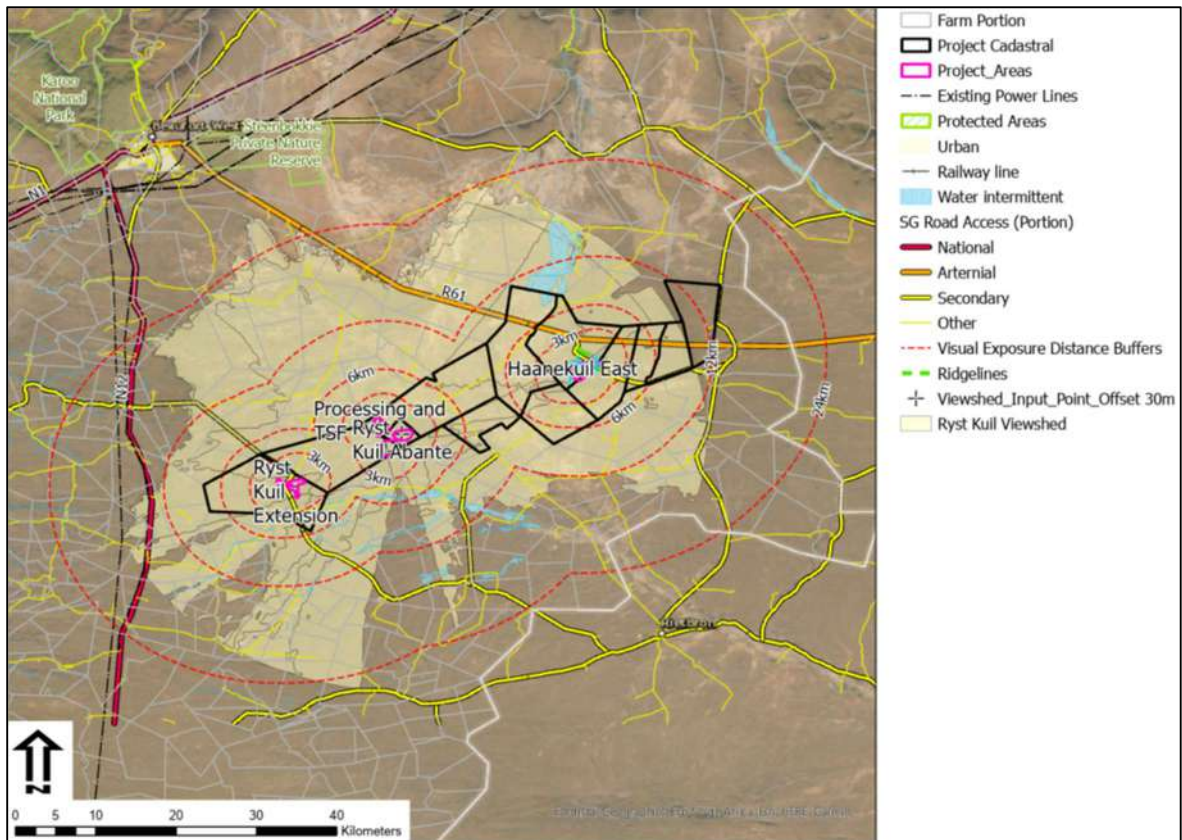 Karoo
National
Park
Beaufort West
Steenbokkie
Private Nature
Reserve
N1
N12
R61
3km
Haanekuil East
12km
6km
24km
6km
Processing and
TSF
Ryst
Kuil Abante
3km
3km
Ryst
Kuil
Extension
N
0 5 10 20 30 40
Kilometers
Farm Portion
Project Cadastral
Project_Areas
Existing Power Lines
Protected Areas
Urban
Railway line
Water intermittent
SG Road Access (Portion)
National
Arternial
Secondary
Other
Visual Exposure Distance Buffers
Ridgelines
Viewshed_Input_Point_Offset 30m
Ryst Kuil Viewshed